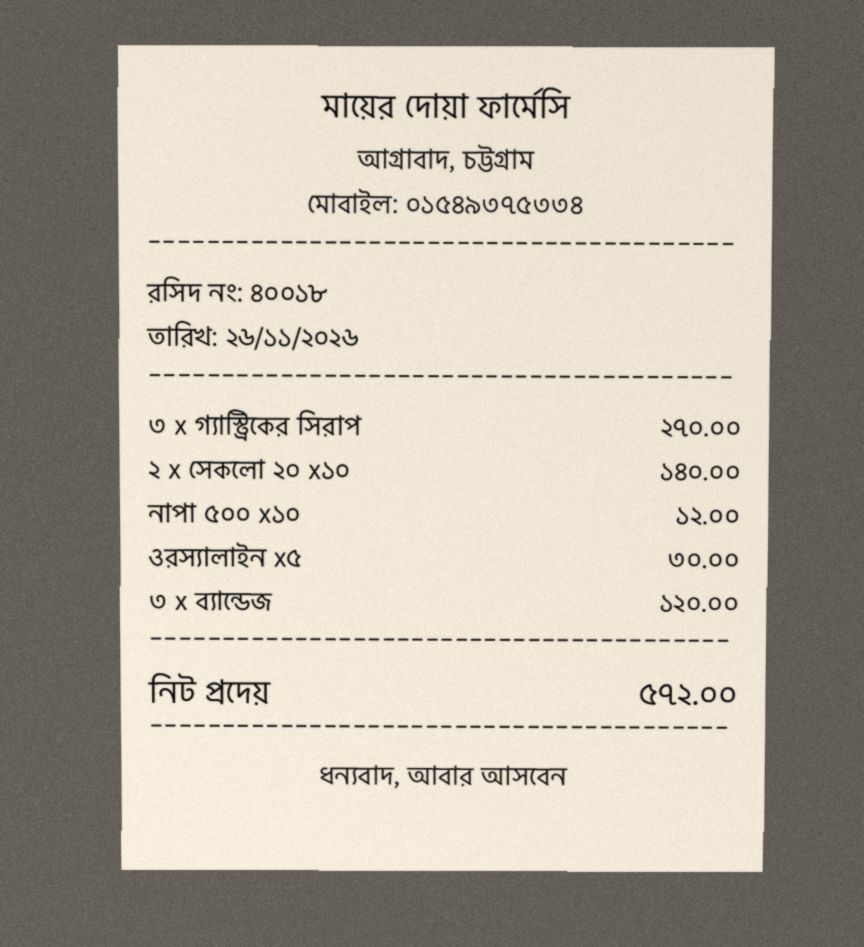 মায়ের দোয়া ফার্মেসি
আগ্রাবাদ, চট্টগ্রাম
মোবাইল: ০১৫৪৯৩৭৫৩৩৪
------------------------------------------
রসিদ নং: ৪০০১৮
তারিখ: ২৬/১১/২০২৬
------------------------------------------
৩ x গ্যাস্ট্রিকের সিরাপ ২৭০.০০
২ x সেকলো ২০ x১০ ১৪০.০০
নাপা ৫০০ x১০ ১২.০০
ওরস্যালাইন x৫ ৩০.০০
৩ x ব্যান্ডেজ ১২০.০০
------------------------------------------
নিট প্রদেয় ৫৭২.০০
------------------------------------------
ধন্যবাদ, আবার আসবেন